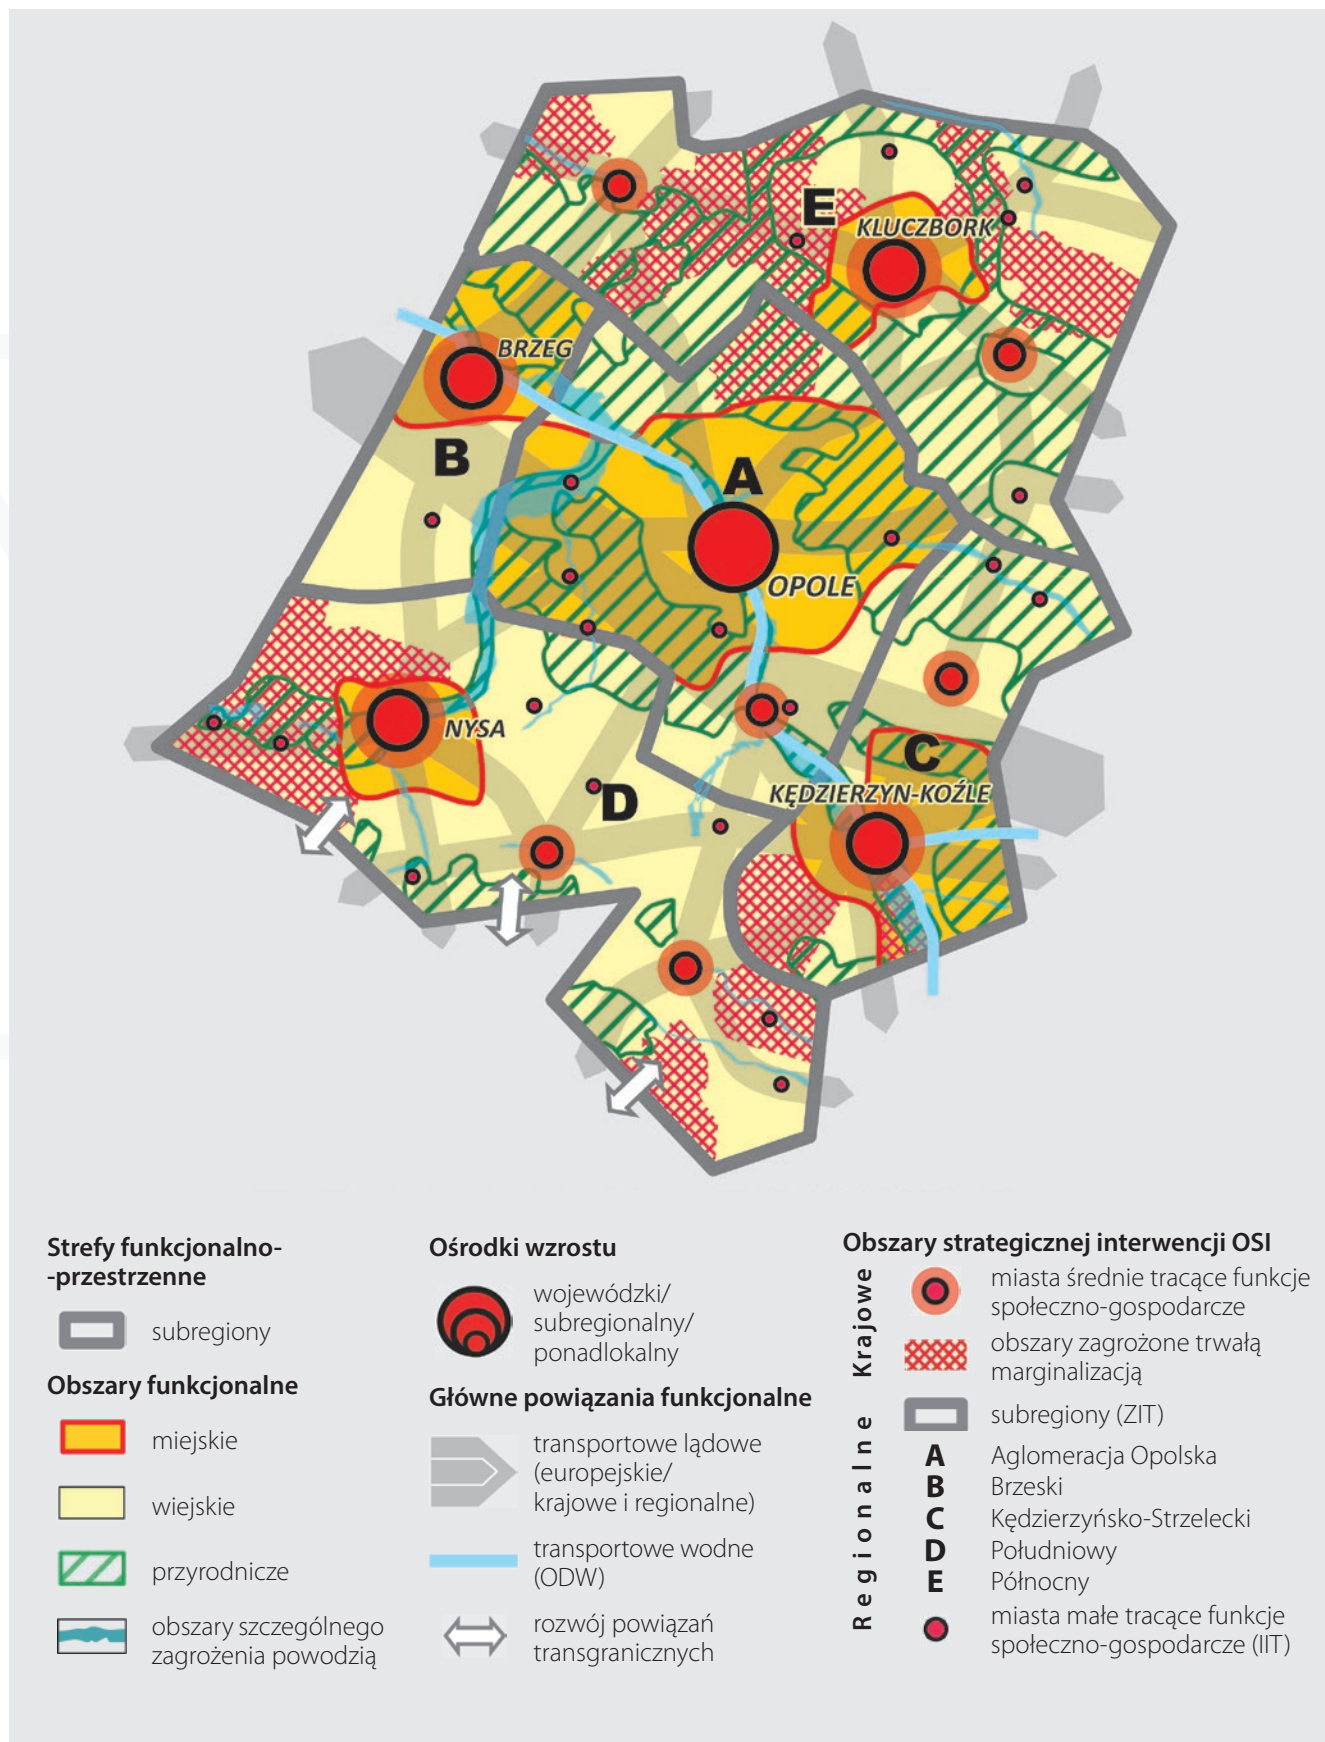 E
KLUCZBORK
BRZEG
B
A
OPOLE
NYSA
C
D
KĘDZIERZYN-KOŹLE
Strefy funkcjonalno-
-przestrzenne
subregiony
Obszary funkcjonalne
miejskie
wiejskie
przyrodnicze
obszary szczególnego
zagrożenia powodzią
Ośrodki wzrostu
wojewódzki/
subregionalny/
ponadlokalny
Główne powiązania funkcjonalne
transportowe lądowe
(europejskie/
krajowe i regionalne)
transportowe wodne
(ODW)
rozwój powiązań
transgranicznych
Obszary strategicznej interwencji OSI
Krajowe
miasta średnie tracące funkcje
społeczno-gospodarcze
obszary zagrożone trwałą
marginalizacją
Regionalne
subregiony (ZIT)
A Aglomeracja Opolska
B Brzeski
C Kędzierzyńsko-Strzelecki
D Południowy
E Północny
miasta małe tracące funkcje
społeczno-gospodarcze (IIT)